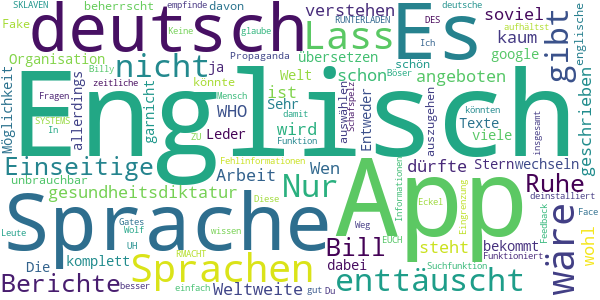 SKLAVEN
beherrscht
davon
empfinde
Keine
deutsche
DES
aufhältst
Fake
Organisation
deutsch
nicht
ja
verstehen
RUNTERLADEN
Propaganda
glaube
Lass
Es
soviel
kaum
google
Ich
schön
übersetzen
Billy
zeitliche
garnicht
könnte
Welt
schon
Böser
Schafspelz
Mensch
angeboten
gibt
englische
geschrieben
Möglichkeit
allerdings
Fragen
SYSTEMS
In
WHO
ist
Sehr
wird
auswählen
damit
Funktion
Entweder
auszugehen
Texte
viele
könnten
insgesamt
Englisch
Leder
ZU
Fehlinformationen
Einseitige
unbrauchbar
gesundheitsdiktatur
Arbeit
Wen
Nur
App
dürfte
Sternwechseln
Ruhe
deinstalliert
Diese
wissen
Informationen
Eckel
Eingrenzung
Feedback
Face
wäre
wohl
Sprache
Bill
steht
bekommt
Funktioniert
Gates
Wolf
Weg
EUCH
Suchfunktion
Leute
Die
komplett
UH
RMACHT
Sprachen
dabei
Berichte
besser
einfach
Weltweite
gut
Du
enttäuscht